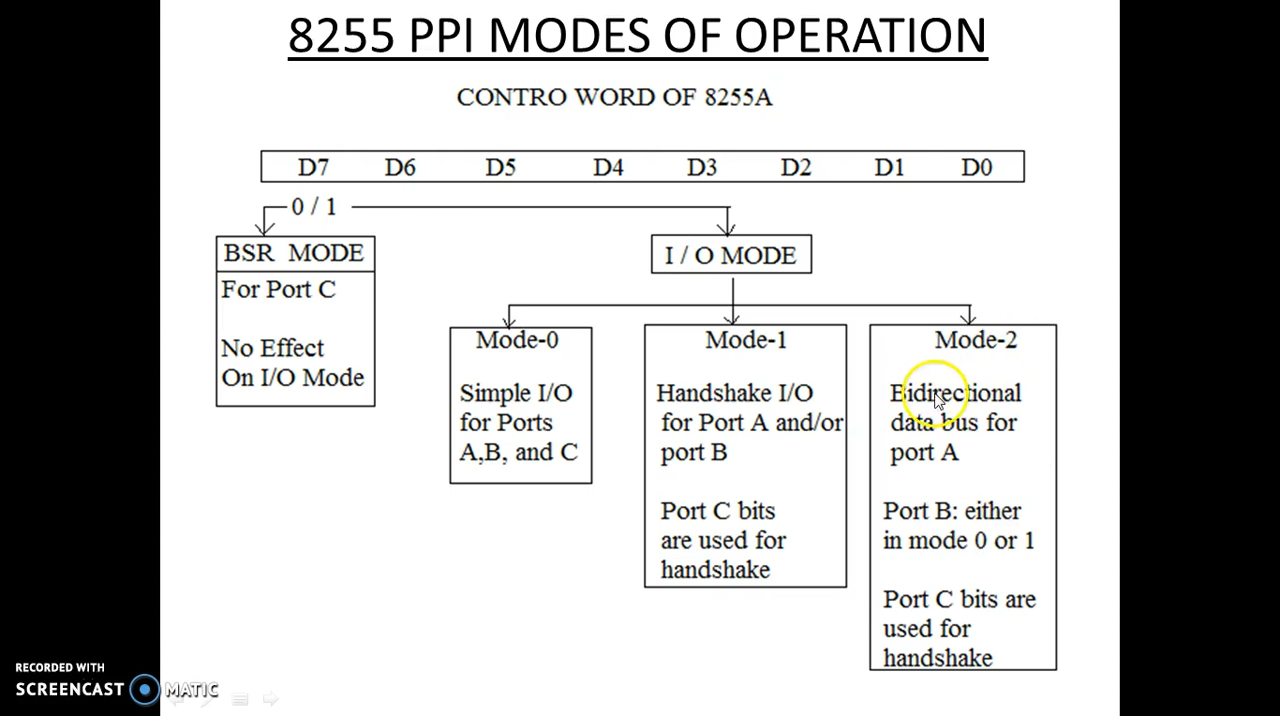 8255 PPI MODES OF OPERATION
CONTRO WORD OF 8255A
D7 D6 D5 D4 D3 D2 D1 D0
0 / 1
BSR MODE
For Port C
No Effect
On I/O Mode
I / O MODE
Mode-0
Simple I/O
for Ports
A,B, and C
Mode-1
Handshake I/O
for Port A and/or
port B
Port C bits
are used for
handshake
Mode-2
Bidirectional
data bus for
port A
Port B: either
in mode 0 or 1
Port C bits are
used for
handshake
RECORDED WITH
SCREENCAST MATIC